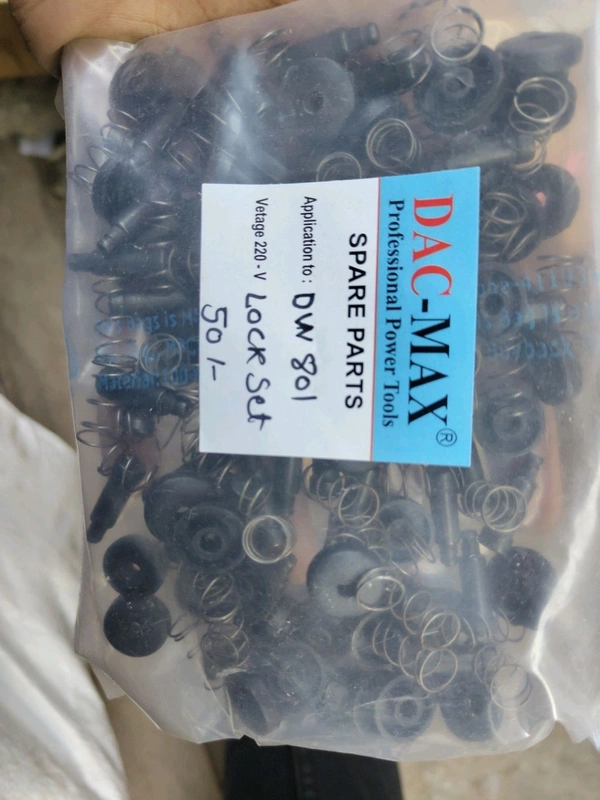 DAC-MAX®
Professional Power Tools
SPARE PARTS
Application to : DW 801
Vetage 220 - V Lock Set
50/-